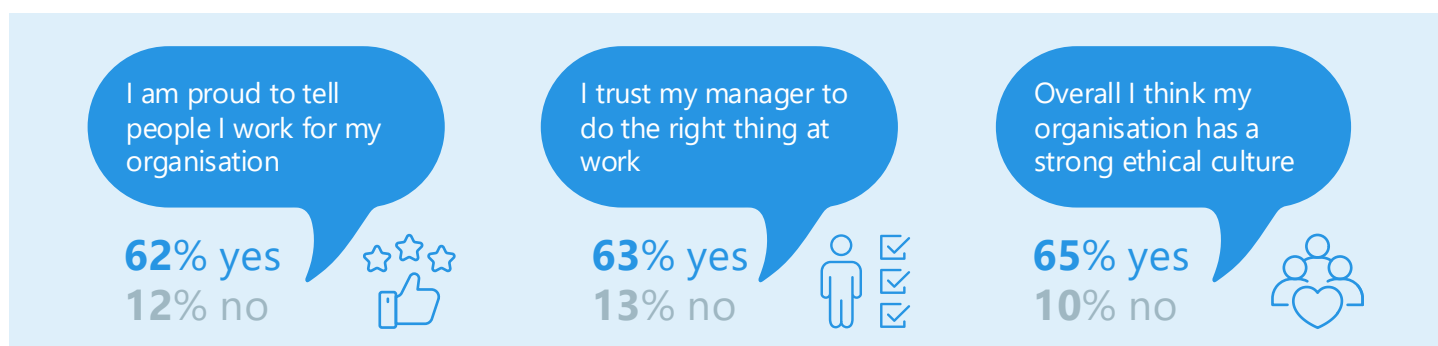 I am proud to tell
people I work for my
organisation
62% yes
12% no
I trust my manager to
do the right thing at
work
63% yes
13% no
Overall I think my
organisation has a
strong ethical culture
65% yes
10% no